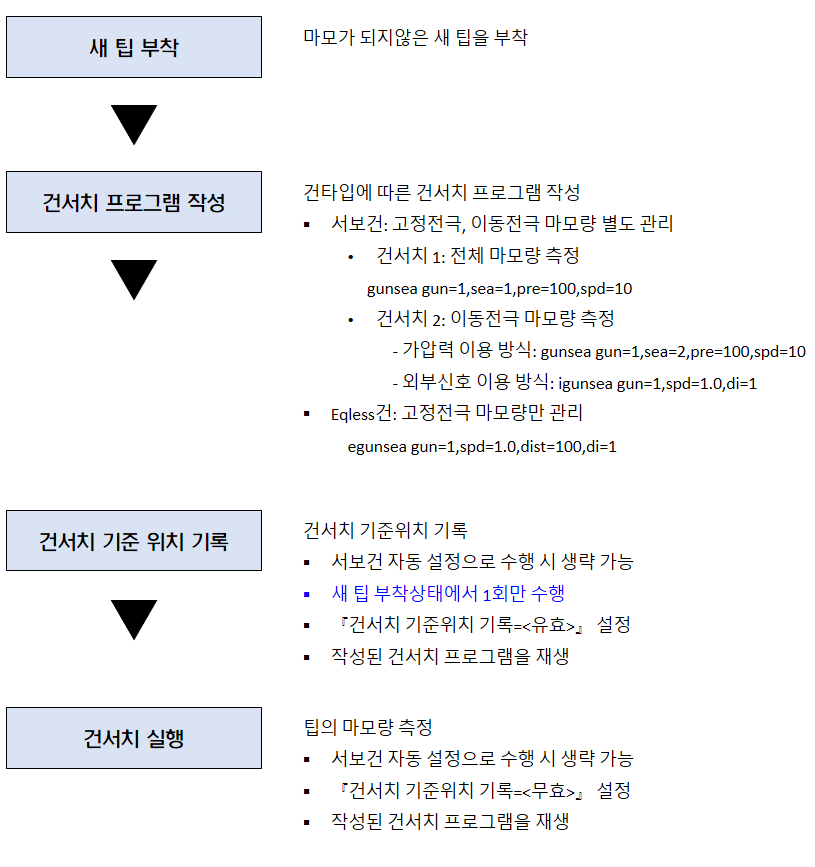 새 팁 부착
마모가 되지않은 새 팁을 부착
건서치 프로그램 작성
건타입에 따른 건서치 프로그램 작성
▪ 서보건: 고정전극, 이동전극 마모량 별도 관리
• 건서치 1: 전체 마모량 측정
gunsea gun=1,sea=1,pre=100,spd=10
• 건서치 2: 이동전극 마모량 측정
- 가압력 이용 방식: gunsea gun=1,sea=2,pre=100,spd=10
- 외부신호 이용 방식: igunsea gun=1,spd=1.0,di=1
▪ Eqless건: 고정전극 마모량만 관리
egunsea gun=1,spd=1.0,dist=100,di=1
건서치 기준 위치 기록
건서치 기준위치 기록
▪ 서보건 자동 설정으로 수행 시 생략 가능
▪ 새 팁 부착상태에서 1회만 수행
▪ 『건서치 기준위치 기록=<유효>』 설정
▪ 작성된 건서치 프로그램을 재생
건서치 실행
팁의 마모량 측정
▪ 서보건 자동 설정으로 수행 시 생략 가능
▪ 『건서치 기준위치 기록=<무효>』 설정
▪ 작성된 건서치 프로그램을 재생